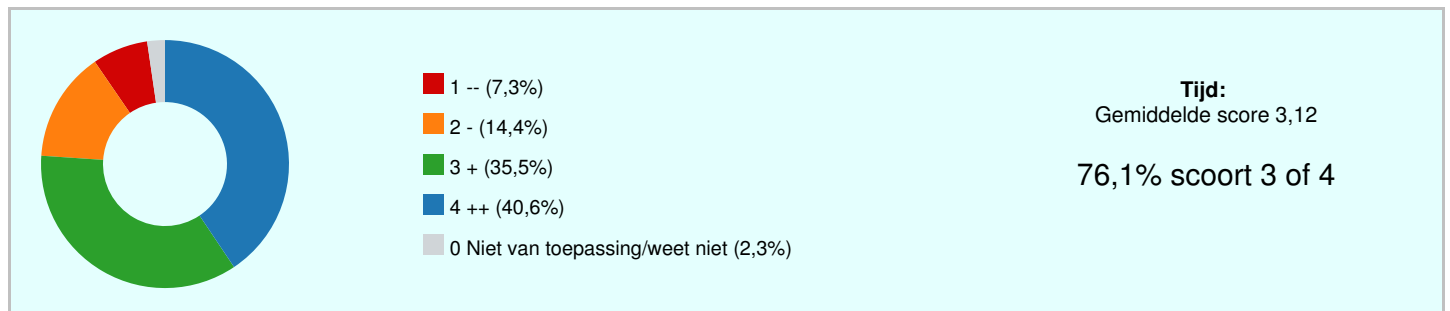 1 -- (7,3%)
2 - (14,4%)
3 + (35,5%)
4 ++ (40,6%)
0 Niet van toepassing/weet niet (2,3%)
Tijd:
Gemiddelde score 3,12
76,1% scoort 3 of 4